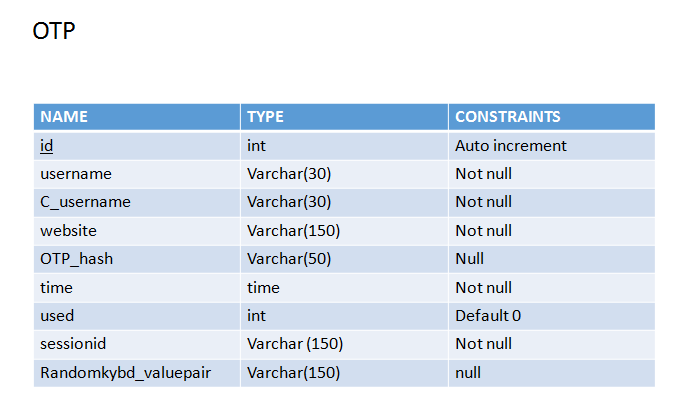 OTP
NAME TYPE CONSTRAINTS
id int Auto increment
username Varchar(30) Not null
C_username Varchar(30) Not null
website Varchar(150) Not null
OTP_hash Varchar(50) Null
time time Not null
used int Default 0
sessionid Varchar (150) Not null
Randomkybd_valuepair Varchar(150) null